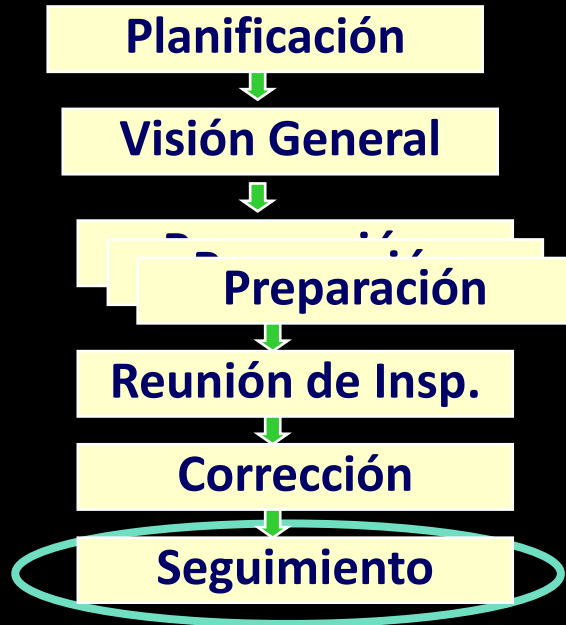 Planificación
Visión General
Preparación
Reunión de Insp.
Corrección
Seguimiento